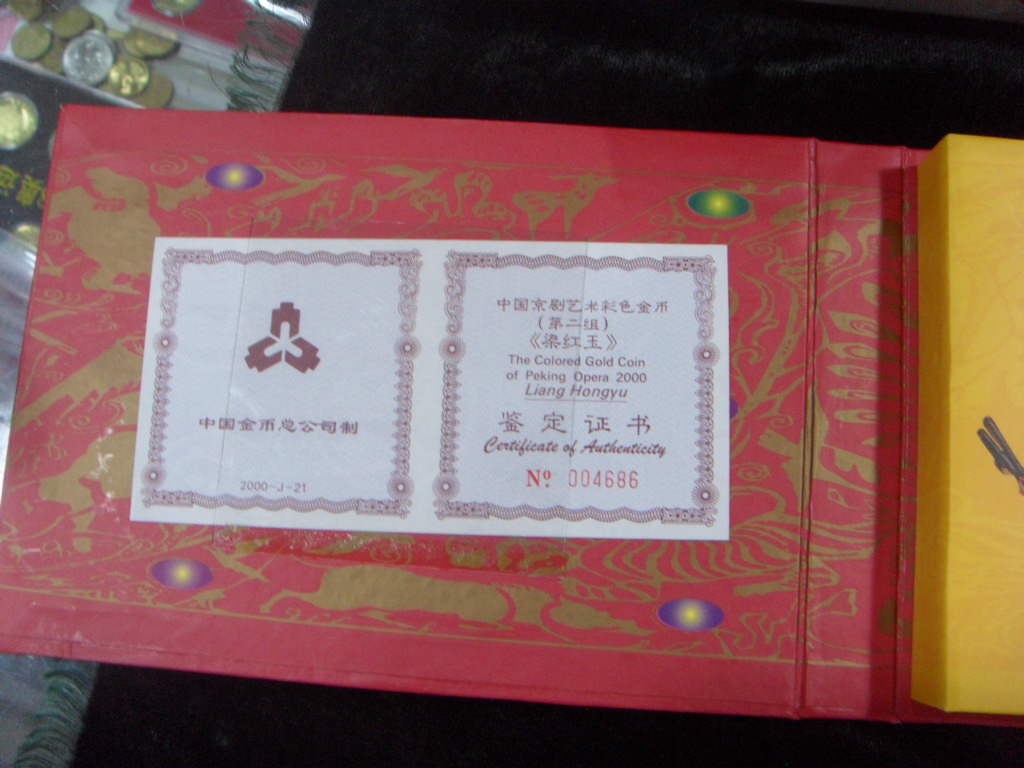 中国金币总公司制
2000-J-21
中国京剧艺术彩色金币
(第二组)
《梁红玉》
The Colored Gold Coin
of Peking Opera 2000
Liang Hongyu
鉴定证书
Certificate of Authenticity
Nº 004686